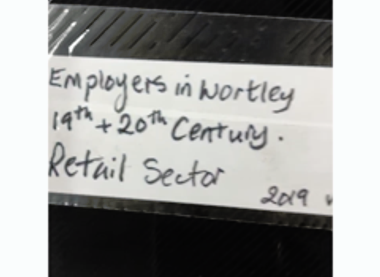 Employers in Wortley
19th + 20th Century.
Retail Sector
2019